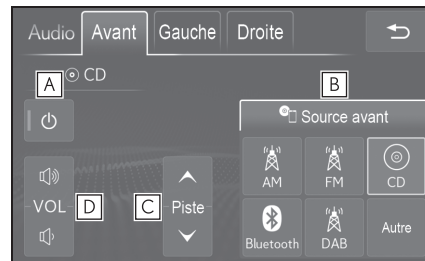 Audio Avant Gauche Droite
CD
A
B
Source avant
AM FM CD
VOL D C Piste
Bluetooth DAB Autre